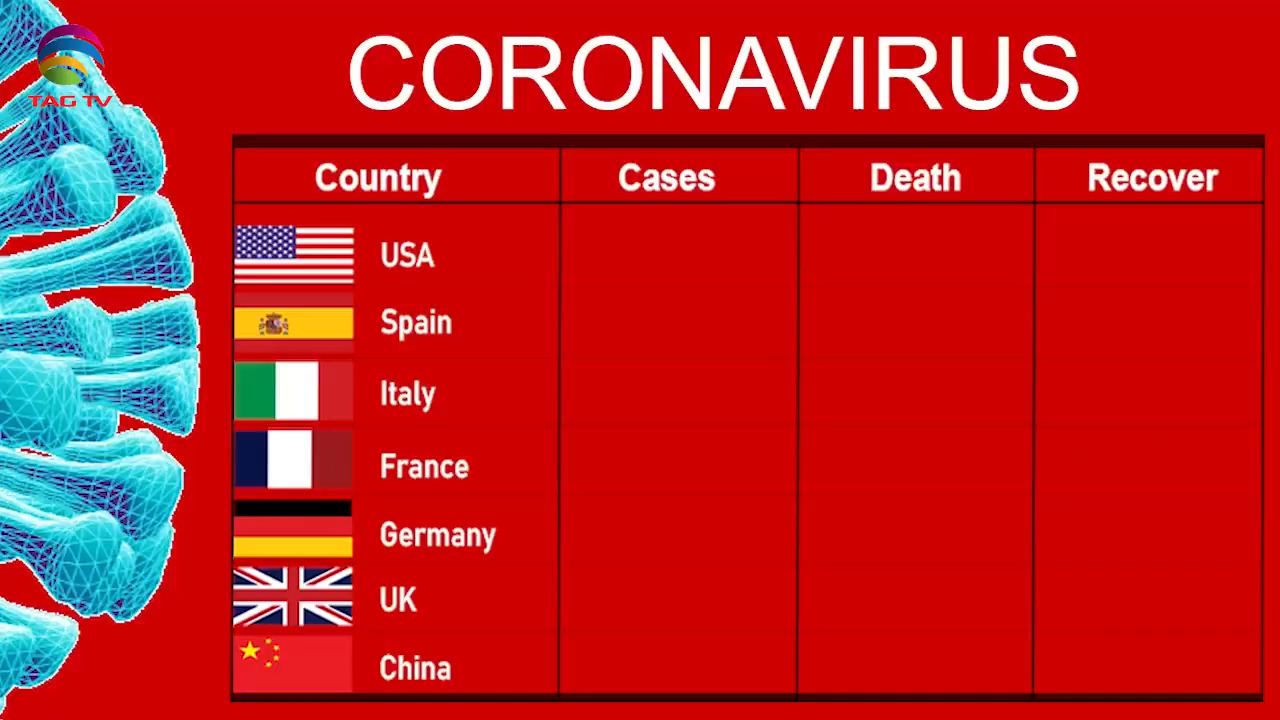 TAG TV
CORONAVIRUS
Country Cases Death Recover
USA
Spain
Italy
France
Germany
UK
China